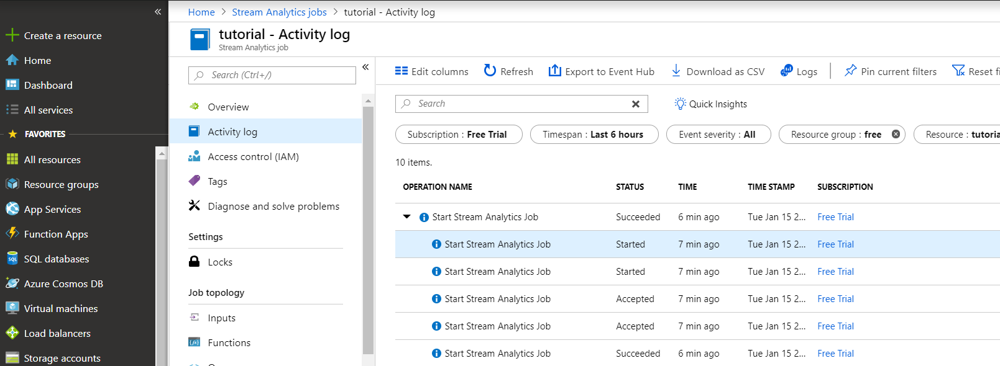 «
Create a resource
Home
Dashboard
All services
FAVORITES
All resources
Resource groups
App Services
Function Apps
SQL databases
Azure Cosmos DB
Virtual machines
Load balancers
Storage accounts
Home > Stream Analytics jobs > tutorial - Activity log
tutorial - Activity log
Stream Analytics job
Search (Ctrl+/)
«
Overview
Activity log
Access control (IAM)
Tags
Diagnose and solve problems
Settings
Locks
Job topology
Inputs
Functions
Edit columns Refresh Export to Event Hub Download as CSV Logs Pin current filters Reset fi
Search Quick Insights
Subscription : Free Trial Timespan : Last 6 hours Event severity : All Resource group : free Resource : tutoria
10 items.
OPERATION NAME STATUS TIME TIME STAMP SUBSCRIPTION
Start Stream Analytics Job Succeeded 6 min ago Tue Jan 15 2... Free Trial
Start Stream Analytics Job Started 7 min ago Tue Jan 15 2... Free Trial
Start Stream Analytics Job Started 7 min ago Tue Jan 15 2... Free Trial
Start Stream Analytics Job Accepted 7 min ago Tue Jan 15 2... Free Trial
Start Stream Analytics Job Accepted 7 min ago Tue Jan 15 2... Free Trial
Start Stream Analytics Job Succeeded 6 min ago Tue Jan 15 2... Free Trial